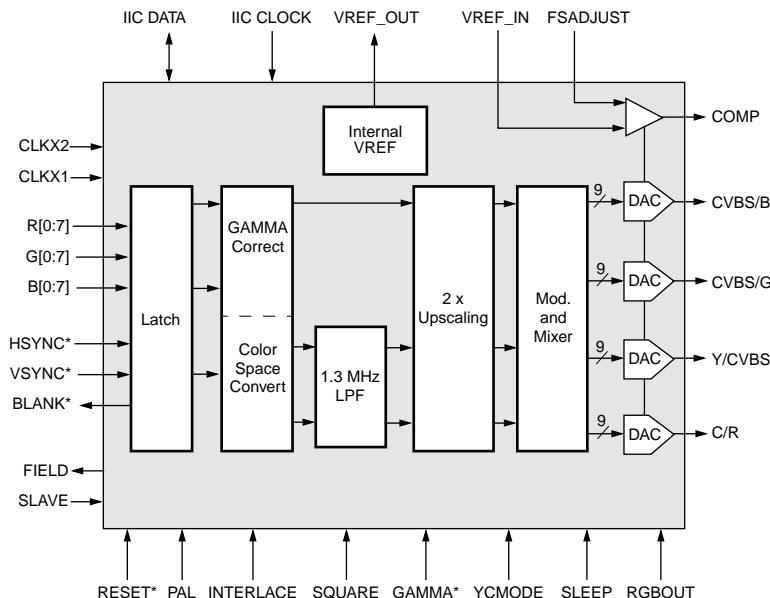 IIC DATA
IIC CLOCK
VREF_OUT
VREF_IN
FSADJUST
Internal
VREF
COMP
CLKX2
CLKX1
R[0:7]
G[0:7]
B[0:7]
HSYNC*
VSYNC*
BLANK*
FIELD
SLAVE
Latch
GAMMA
Correct
Color
Space
Convert
1.3 MHz
LPF
2 x
Upscaling
Mod.
and
Mixer
9
DAC
CVBS/B
9
DAC
CVBS/G
9
DAC
Y/CVBS
9
DAC
C/R
RESET*
PAL
INTERLACE
SQUARE
GAMMA*
YCMODE
SLEEP
RGBOUT